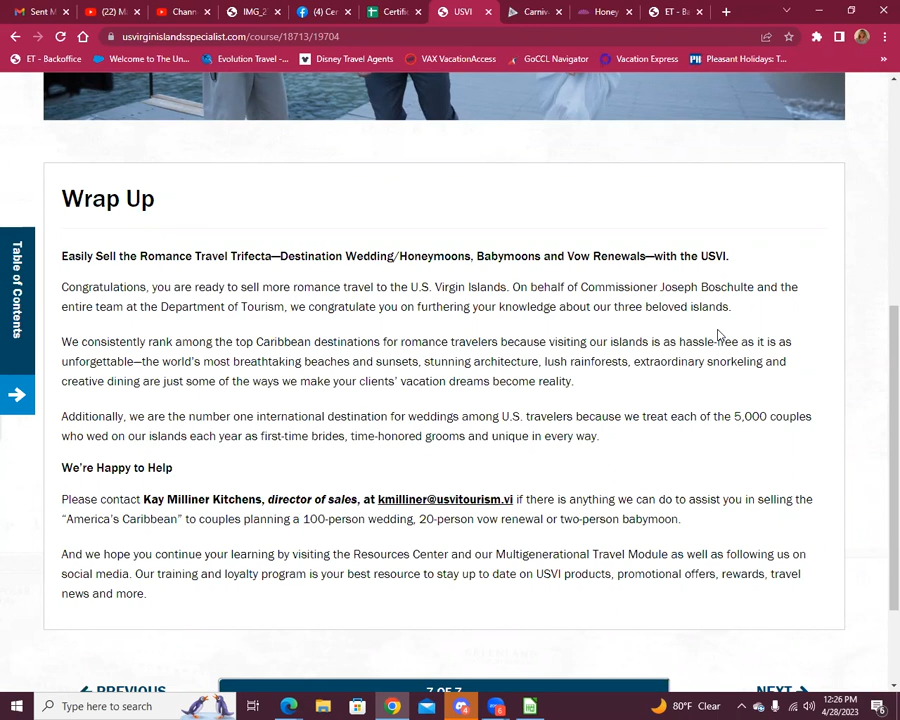 Sent M
(22) M
Chann
IMG_2
(4) Cer
Certific
USVI
Carniv
Honey
ET - Ba
usvirginislandsspecialist.com/course/18713/19704
ET - Backoffice
Welcome to The Un...
Evolution Travel -...
Disney Travel Agents
VAX VacationAccess
GoCCL Navigator
Vacation Express
Pleasant Holidays: T...
Table of Contents
Wrap Up
Easily Sell the Romance Travel Trifecta—Destination Wedding/Honeymoons, Babymoons and Vow Renewals—with the USVI.
Congratulations, you are ready to sell more romance travel to the U.S. Virgin Islands. On behalf of Commissioner Joseph Boschulte and the
entire team at the Department of Tourism, we congratulate you on furthering your knowledge about our three beloved islands.
We consistently rank among the top Caribbean destinations for romance travelers because visiting our islands is as hassle-free as it is as
unforgettable—the world's most breathtaking beaches and sunsets, stunning architecture, lush rainforests, extraordinary snorkeling and
creative dining are just some of the ways we make your clients' vacation dreams become reality.
Additionally, we are the number one international destination for weddings among U.S. travelers because we treat each of the 5,000 couples
who wed on our islands each year as first-time brides, time-honored grooms and unique in every way.
We're Happy to Help
Please contact Kay Milliner Kitchens, director of sales, at kmilliner@usvitourism.vi if there is anything we can do to assist you in selling the
“America's Caribbean” to couples planning a 100-person wedding, 20-person vow renewal or two-person babymoon.
And we hope you continue your learning by visiting the Resources Center and our Multigenerational Travel Module as well as following us on
social media. Our training and loyalty program is your best resource to stay up to date on USVI products, promotional offers, rewards, travel
news and more.
PREVIOUS
7 OF 7
NEXT
Type here to search
80°F Clear
12:26 PM
4/28/2023